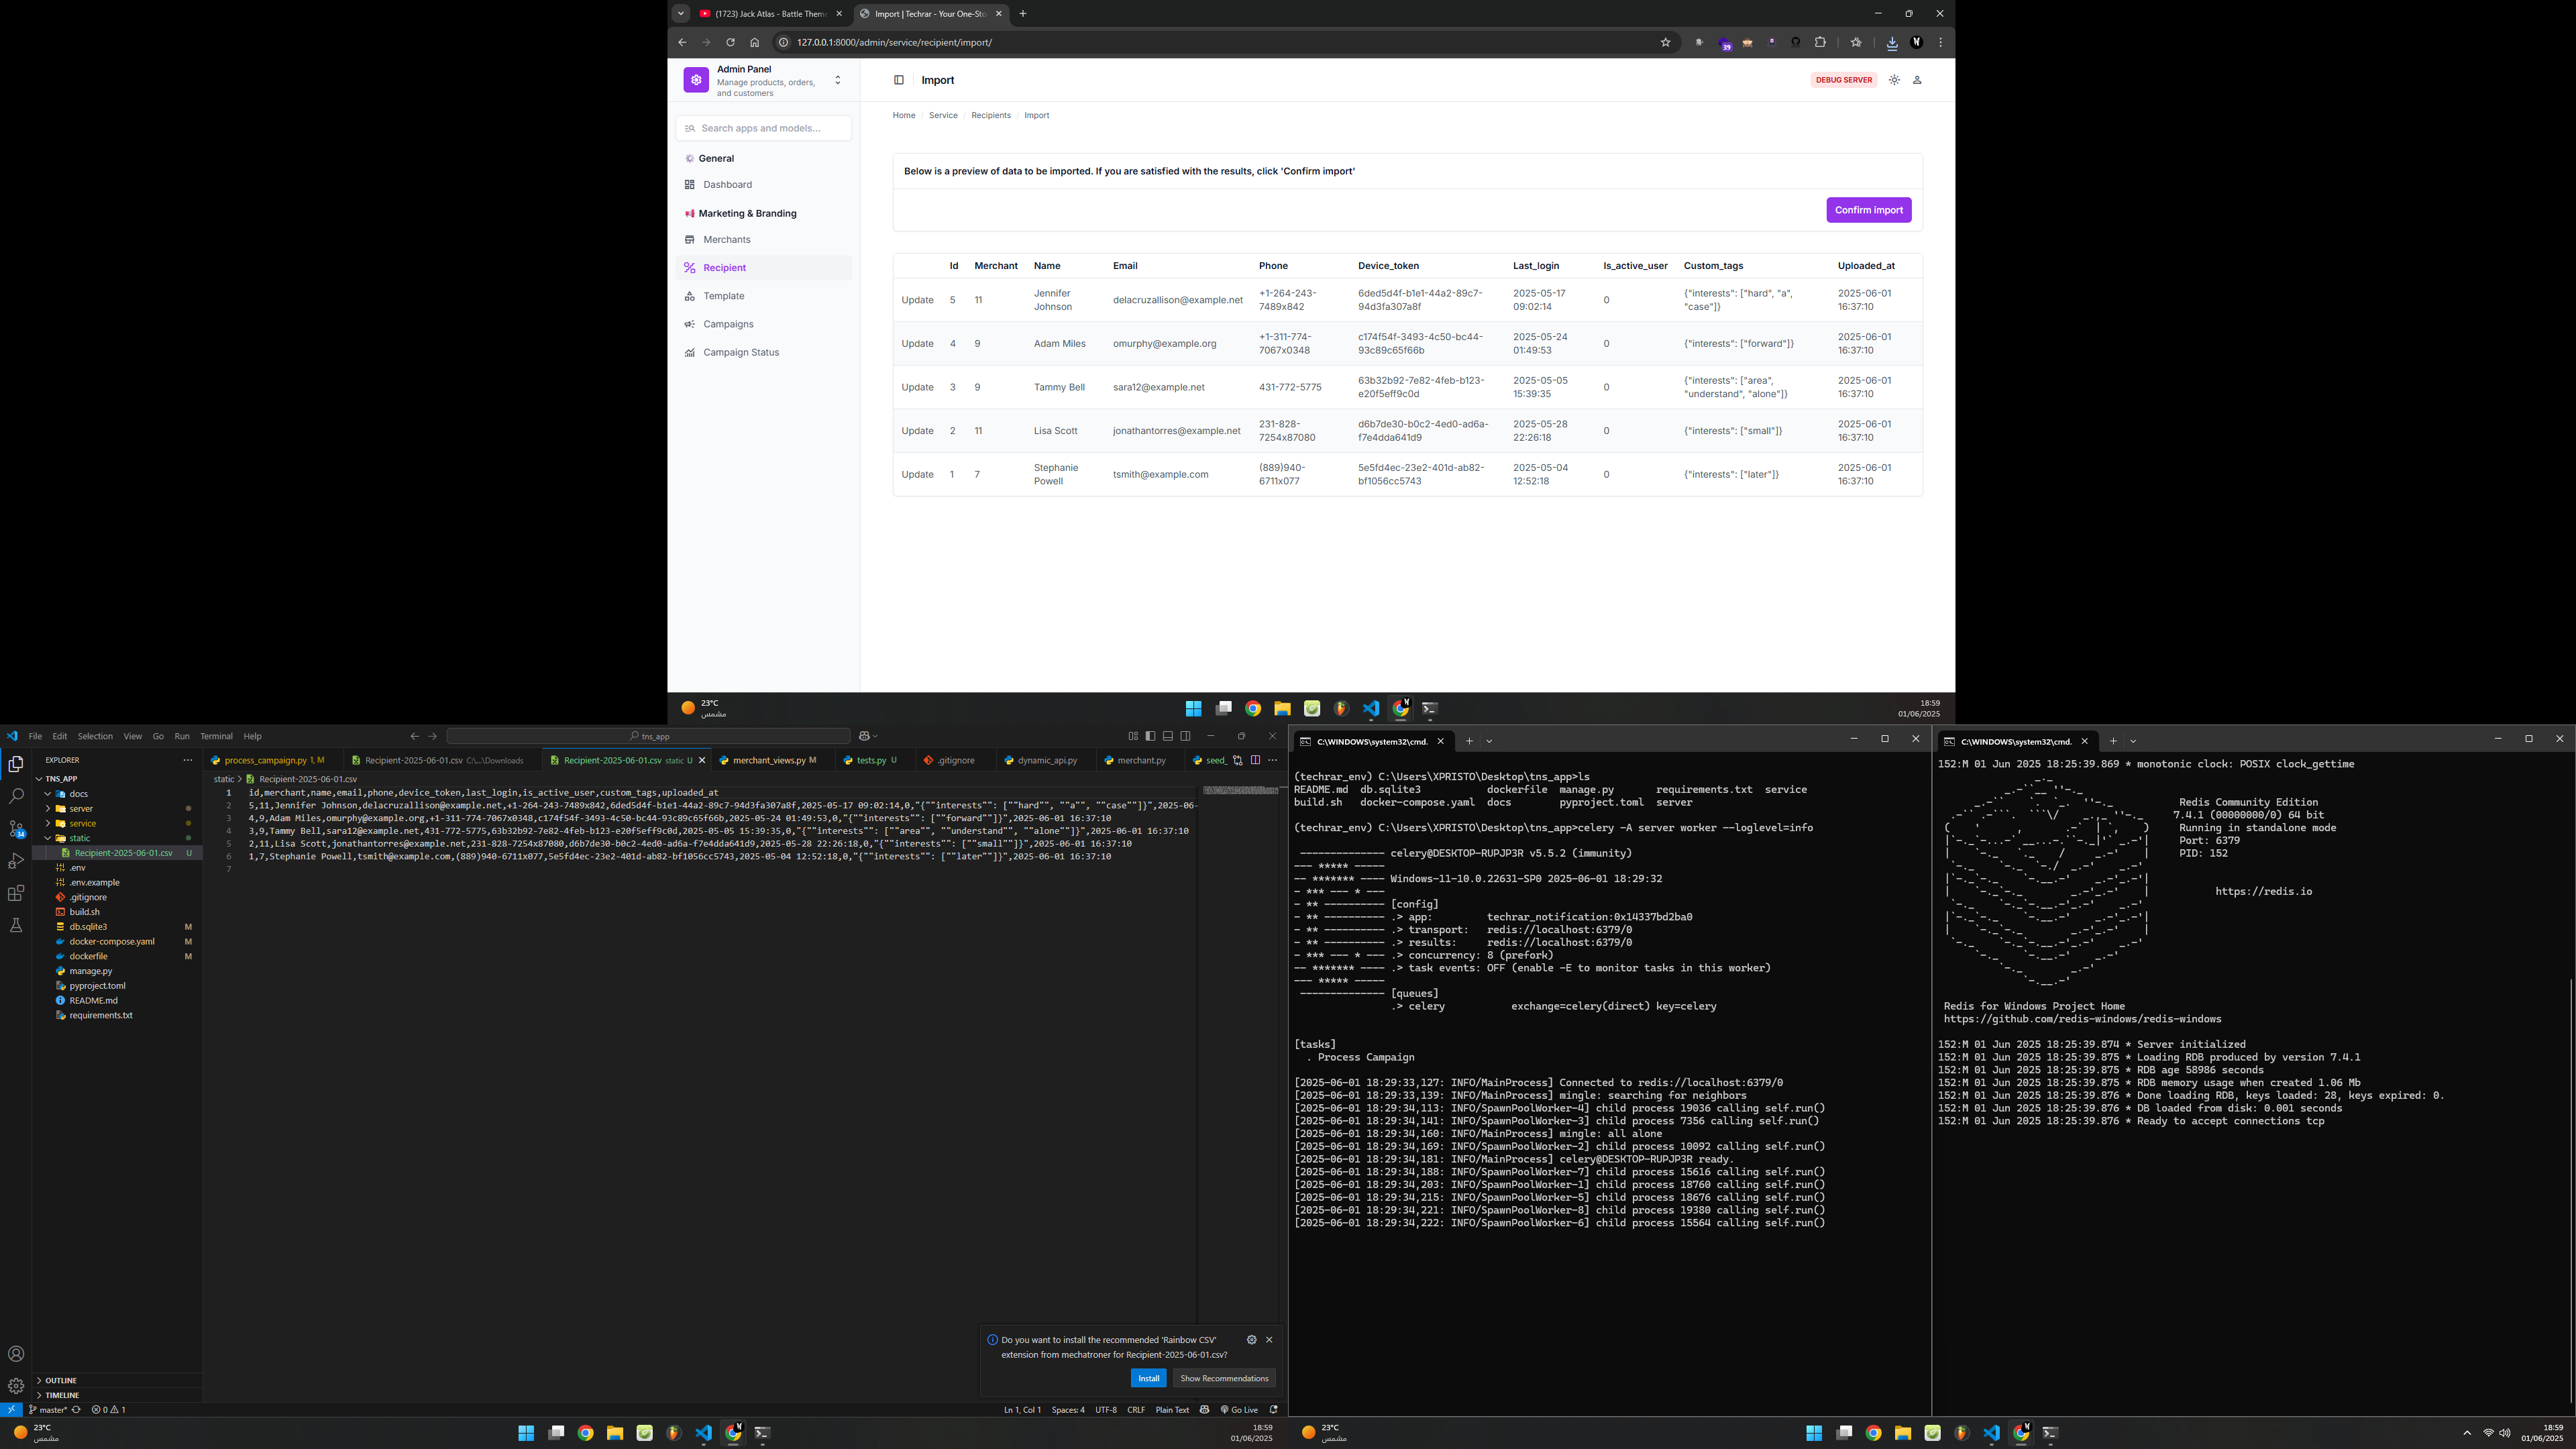 (1723) Jack Atlas - Battle Theme
Import | Techrar - Your One-Sto
127.0.0.1:8000/admin/service/recipient/import/
39
Admin Panel
Manage products, orders,
and customers
Import
DEBUG SERVER
Search apps and models...
Home / Service / Recipients / Import
General
Dashboard
Marketing & Branding
Merchants
Recipient
Template
Campaigns
Campaign Status
Below is a preview of data to be imported. If you are satisfied with the results, click 'Confirm import'
Confirm import
Id Merchant Name Email Phone Device_token Last_login Is_active_user Custom_tags Uploaded_at
Update 5 11 Jennifer Johnson delacruzallison@example.net +1-264-243-7489x842 6ded5d4f-b1e1-44a2-89c7-94d3fa307a8f 2025-05-17 09:02:14 0 {"interests": ["hard", "a", "case"]} 2025-06-01 16:37:10
Update 4 9 Adam Miles omurphy@example.org +1-311-774-7067x0348 c174f54f-3493-4c50-bc44-93c89c65f66b 2025-05-24 01:49:53 0 {"interests": ["forward"]} 2025-06-01 16:37:10
Update 3 9 Tammy Bell sara12@example.net 431-772-5775 63b32b92-7e82-4feb-b123-e20f5eff9c0d 2025-05-05 15:39:35 0 {"interests": ["area", "understand", "alone"]} 2025-06-01 16:37:10
Update 2 11 Lisa Scott jonathantorres@example.net 231-828-7254x87080 d6b7de30-b0c2-4ed0-ad6a-f7e4dda641d9 2025-05-28 22:26:18 0 {"interests": ["small"]} 2025-06-01 16:37:10
Update 1 7 Stephanie Powell tsmith@example.com (889)940-6711x077 5e5fd4ec-23e2-401d-ab82-bf1056cc5743 2025-05-04 12:52:18 0 {"interests": ["later"]} 2025-06-01 16:37:10
23°C
مشمس
18:59
01/06/2025
File Edit Selection View Go Run Terminal Help
tns_app
EXPLORER
process_campaign.py 1, M
Recipient-2025-06-01.csv C:\...\Downloads
Recipient-2025-06-01.csv static U
merchant_views.py M
tests.py U
.gitignore
dynamic_api.py
merchant.py
seed_
static > Recipient-2025-06-01.csv
TNS_APP
docs
server
service
static
Recipient-2025-06-01.csv U
.env
.env.example
.gitignore
build.sh
db.sqlite3 M
docker-compose.yaml M
dockerfile M
manage.py
pyproject.toml
README.md
requirements.txt
34
1 id,merchant,name,email,phone,device_token,last_login,is_active_user,custom_tags,uploaded_at
2 5,11,Jennifer Johnson,delacruzallison@example.net,+1-264-243-7489x842,6ded5d4f-b1e1-44a2-89c7-94d3fa307a8f,2025-05-17 09:02:14,0,"{""interests"": [""hard"", ""a"", ""case""]}",2025-06-
3 4,9,Adam Miles,omurphy@example.org,+1-311-774-7067x0348,c174f54f-3493-4c50-bc44-93c89c65f66b,2025-05-24 01:49:53,0,"{""interests"": [""forward""]}",2025-06-01 16:37:10
4 3,9,Tammy Bell,sara12@example.net,431-772-5775,63b32b92-7e82-4feb-b123-e20f5eff9c0d,2025-05-05 15:39:35,0,"{""interests"": [""area"", ""understand"", ""alone""]}",2025-06-01 16:37:10
5 2,11,Lisa Scott,jonathantorres@example.net,231-828-7254x87080,d6b7de30-b0c2-4ed0-ad6a-f7e4dda641d9,2025-05-28 22:26:18,0,"{""interests"": [""small""]}",2025-06-01 16:37:10
6 1,7,Stephanie Powell,tsmith@example.com,(889)940-6711x077,5e5fd4ec-23e2-401d-ab82-bf1056cc5743,2025-05-04 12:52:18,0,"{""interests"": [""later""]}",2025-06-01 16:37:10
7
Do you want to install the recommended 'Rainbow CSV'
extension from mechatroner for Recipient-2025-06-01.csv?
Install
Show Recommendations
OUTLINE
TIMELINE
master* 0 1
Ln 1, Col 1 Spaces: 4 UTF-8 CRLF Plain Text Go Live
23°C
مشمس
18:59
01/06/2025
C:\WINDOWS\system32\cmd.
(techrar_env) C:\Users\XPRISTO\Desktop\tns_app>ls
README.md db.sqlite3 dockerfile manage.py requirements.txt service
build.sh docker-compose.yaml docs pyproject.toml server
(techrar_env) C:\Users\XPRISTO\Desktop\tns_app>celery -A server worker --loglevel=info
-------------- celery@DESKTOP-RUPJP3R v5.5.2 (immunity)
--- ***** -----
-- ******* ---- Windows-11-10.0.22631-SP0 2025-06-01 18:29:32
- *** --- * ---
- ** ---------- [config]
- ** ---------- .> app: techrar_notification:0x14337bd2ba0
- ** ---------- .> transport: redis://localhost:6379/0
- ** ---------- .> results: redis://localhost:6379/0
- *** --- * --- .> concurrency: 8 (prefork)
-- ******* ---- .> task events: OFF (enable -E to monitor tasks in this worker)
--- ***** -----
-------------- [queues]
.> celery exchange=celery(direct) key=celery
[tasks]
. Process Campaign
[2025-06-01 18:29:33,127: INFO/MainProcess] Connected to redis://localhost:6379/0
[2025-06-01 18:29:33,139: INFO/MainProcess] mingle: searching for neighbors
[2025-06-01 18:29:34,113: INFO/SpawnPoolWorker-4] child process 19036 calling self.run()
[2025-06-01 18:29:34,141: INFO/SpawnPoolWorker-3] child process 7356 calling self.run()
[2025-06-01 18:29:34,160: INFO/MainProcess] mingle: all alone
[2025-06-01 18:29:34,169: INFO/SpawnPoolWorker-2] child process 10092 calling self.run()
[2025-06-01 18:29:34,181: INFO/MainProcess] celery@DESKTOP-RUPJP3R ready.
[2025-06-01 18:29:34,188: INFO/SpawnPoolWorker-7] child process 15616 calling self.run()
[2025-06-01 18:29:34,203: INFO/SpawnPoolWorker-1] child process 18760 calling self.run()
[2025-06-01 18:29:34,215: INFO/SpawnPoolWorker-5] child process 18676 calling self.run()
[2025-06-01 18:29:34,221: INFO/SpawnPoolWorker-8] child process 19380 calling self.run()
[2025-06-01 18:29:34,222: INFO/SpawnPoolWorker-6] child process 15564 calling self.run()
C:\WINDOWS\system32\cmd.
152:M 01 Jun 2025 18:25:39.869 * monotonic clock: POSIX clock_gettime
Redis Community Edition
7.4.1 (00000000/0) 64 bit
Running in standalone mode
Port: 6379
PID: 152
https://redis.io
Redis for Windows Project Home
https://github.com/redis-windows/redis-windows
152:M 01 Jun 2025 18:25:39.874 * Server initialized
152:M 01 Jun 2025 18:25:39.875 * Loading RDB produced by version 7.4.1
152:M 01 Jun 2025 18:25:39.875 * RDB age 58986 seconds
152:M 01 Jun 2025 18:25:39.875 * RDB memory usage when created 1.06 Mb
152:M 01 Jun 2025 18:25:39.876 * Done loading RDB, keys loaded: 28, keys expired: 0.
152:M 01 Jun 2025 18:25:39.876 * DB loaded from disk: 0.001 seconds
152:M 01 Jun 2025 18:25:39.876 * Ready to accept connections tcp
23°C
مشمس
18:59
01/06/2025